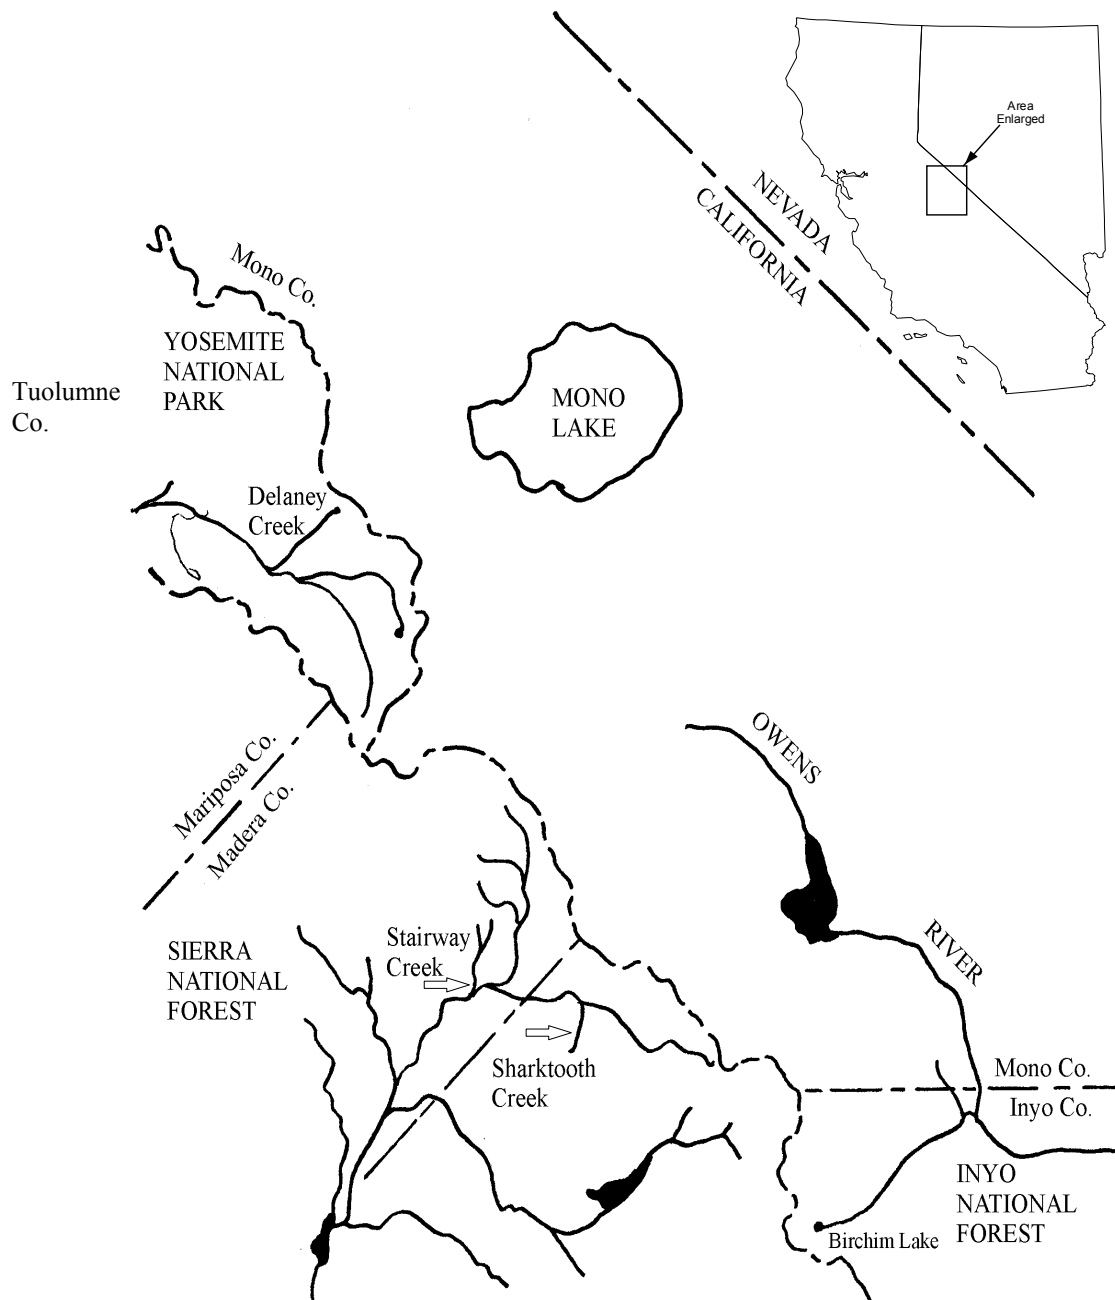 Area
Enlarged
NEVADA
CALIFORNIA
Mono Co.
YOSEMITE
NATIONAL
PARK
Tuolumne
Co.
MONO
LAKE
Delaney
Creek
OWENS
Mariposa Co.
Madera Co.
SIERRA
NATIONAL
FOREST
Stairway
Creek
RIVER
Sharktooth
Creek
Mono Co.
Inyo Co.
INYO
NATIONAL
FOREST
Birchim Lake